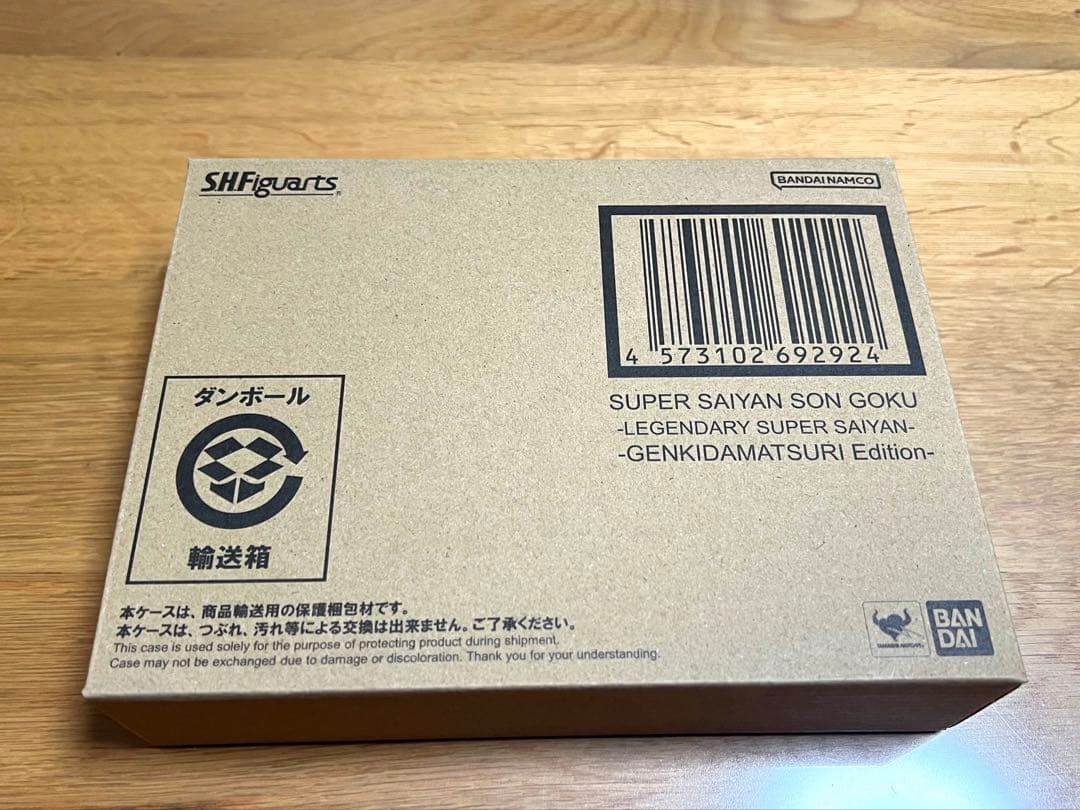 S.H.Figuarts
BANDAI NAMCO
4 573102 692924
SUPER SAIYAN SON GOKU
-LEGENDARY SUPER SAIYAN-
-GENKIDAMATSURI Edition-
ダンボール
輸送箱
本ケースは、商品輸送用の保護梱包材です。
本ケースは、つぶれ、汚れ等による交換は出来ません。ご了承ください。
This case is used solely for the purpose of protecting product during shipment.
Case may not be exchanged due to damage or discoloration. Thank you for your understanding.
TAMASHII NATIONS
BAN
DAI